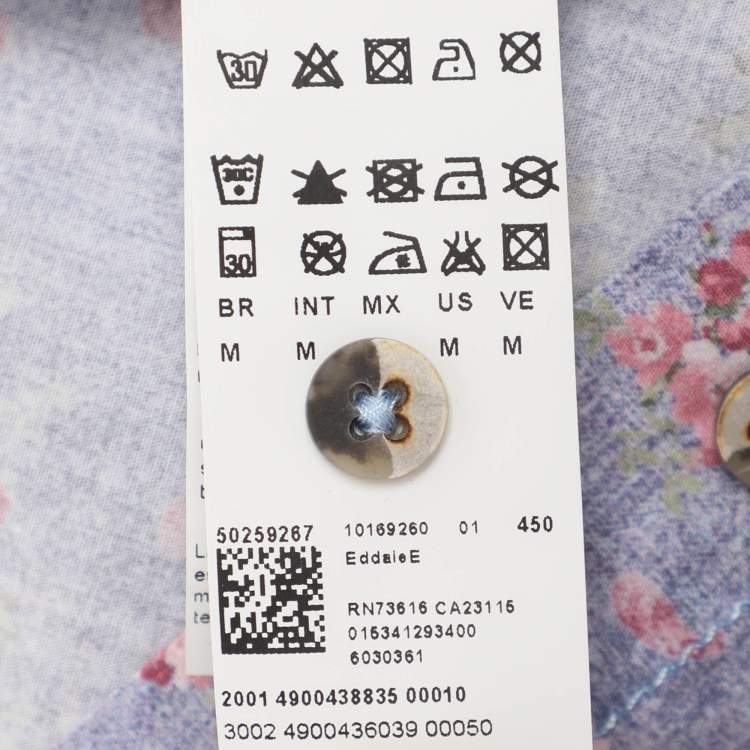 30
30C
30
BR INT MX US VE
M M M M
50259267 10169260 01 450
EddaieE
RN73616 CA23115
015341293400
6030361
2001 4900438835 00010
3002 4900436039 00050